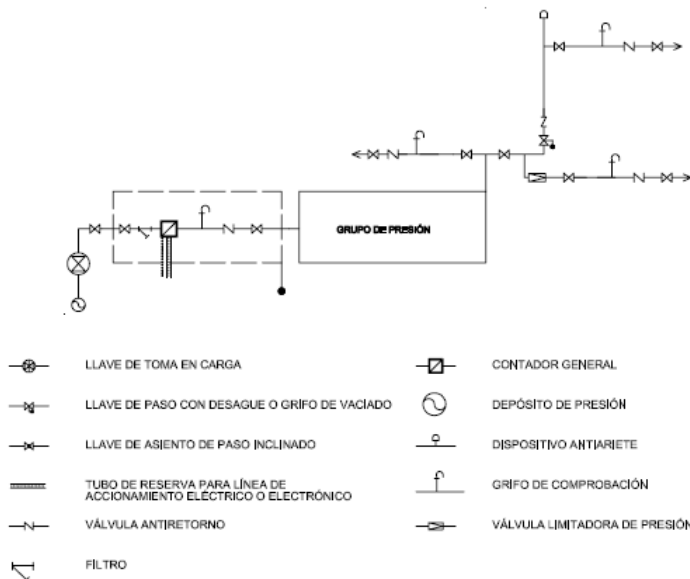 GRUPO DE PRESIÓN
LLAVE DE TOMA EN CARGA
CONTADOR GENERAL
LLAVE DE PASO CON DESAGUE O GRIFO DE VACIADO
DEPÓSITO DE PRESIÓN
LLAVE DE ASIENTO DE PASO INCLINADO
DISPOSITIVO ANTIARIETE
TUBO DE RESERVA PARA LÍNEA DE
ACCIONAMIENTO ELÉCTRICO O ELECTRÓNICO
GRIFO DE COMPROBACIÓN
VÁLVULA ANTIRETORNO
VÁLVULA LIMITADORA DE PRESIÓN
FILTRO